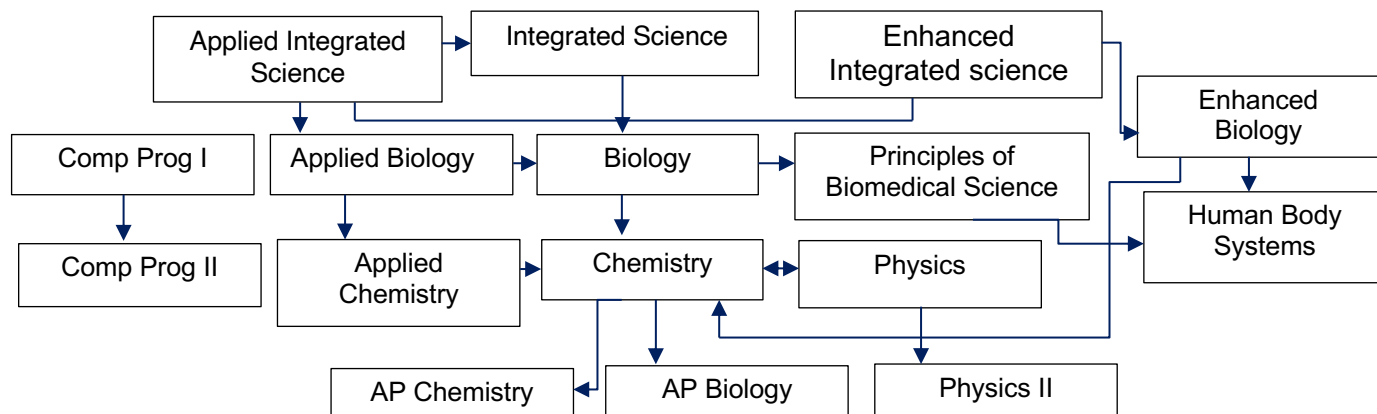 Applied Integrated
Science
Integrated Science
Enhanced
Integrated science
Enhanced
Biology
Comp Prog I
Applied Biology
Biology
Principles of
Biomedical Science
Human Body
Systems
Comp Prog II
Applied
Chemistry
Chemistry
Physics
AP Chemistry
AP Biology
Physics II